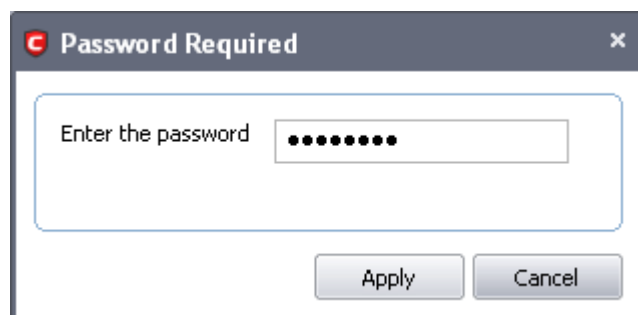 Password Required
Enter the password ••••••••
Apply Cancel